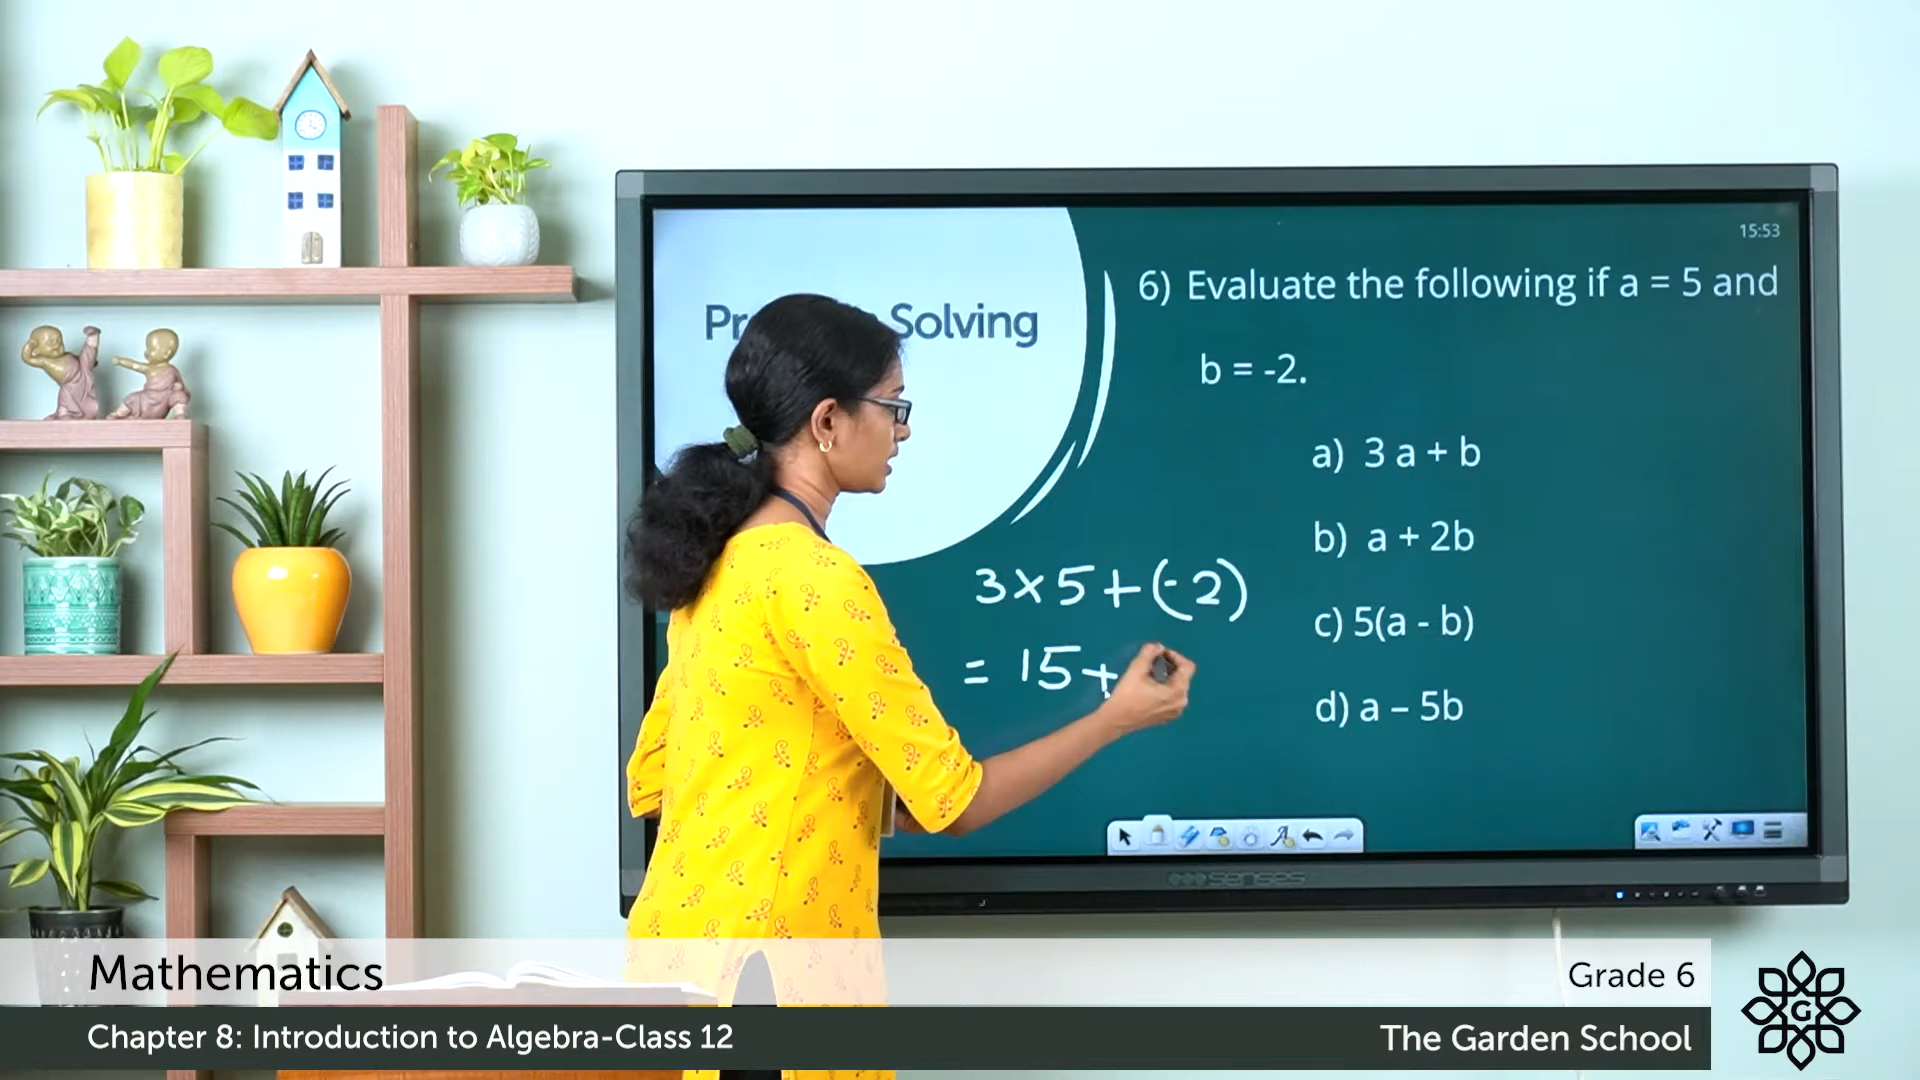 15:53
Solving
6) Evaluate the following if a = 5 and
b = -2.
a) 3 a + b
b) a + 2b
c) 5(a - b)
d) a – 5b
3 × 5 + (-2)
= 15 +
senses
Mathematics
Grade 6
Chapter 8: Introduction to Algebra-Class 12
The Garden School
G